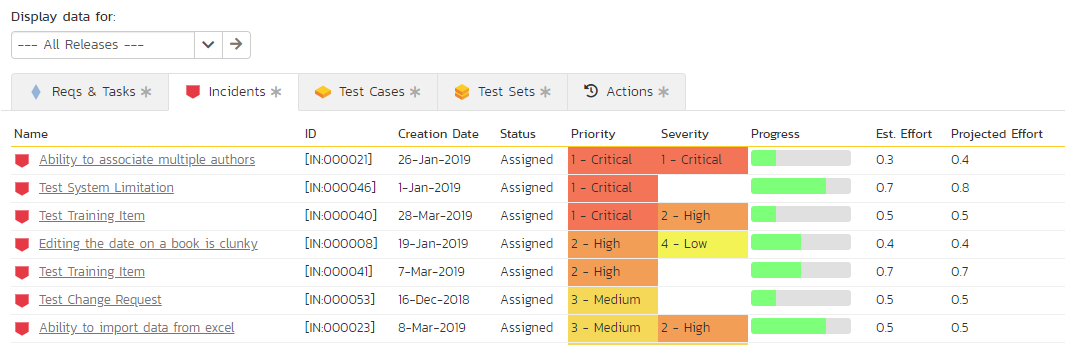 Display data for:
--- All Releases ---
Reqs & Tasks Incidents Test Cases Test Sets Actions
Name ID Creation Date Status Priority Severity Progress Est. Effort Projected Effort
Ability to associate multiple authors [IN:000021] 26-Jan-2019 Assigned 1 - Critical 1 - Critical 0.3 0.4
Test System Limitation [IN:000046] 1-Jan-2019 Assigned 1 - Critical 0.7 0.8
Test Training Item [IN:000040] 28-Mar-2019 Assigned 1 - Critical 2 - High 0.5 0.5
Editing the date on a book is clunky [IN:000008] 19-Jan-2019 Assigned 2 - High 4 - Low 0.4 0.4
Test Training Item [IN:000041] 7-Mar-2019 Assigned 2 - High 0.7 0.7
Test Change Request [IN:000053] 16-Dec-2018 Assigned 3 - Medium 0.5 0.5
Ability to import data from excel [IN:000023] 8-Mar-2019 Assigned 3 - Medium 2 - High 0.5 0.5